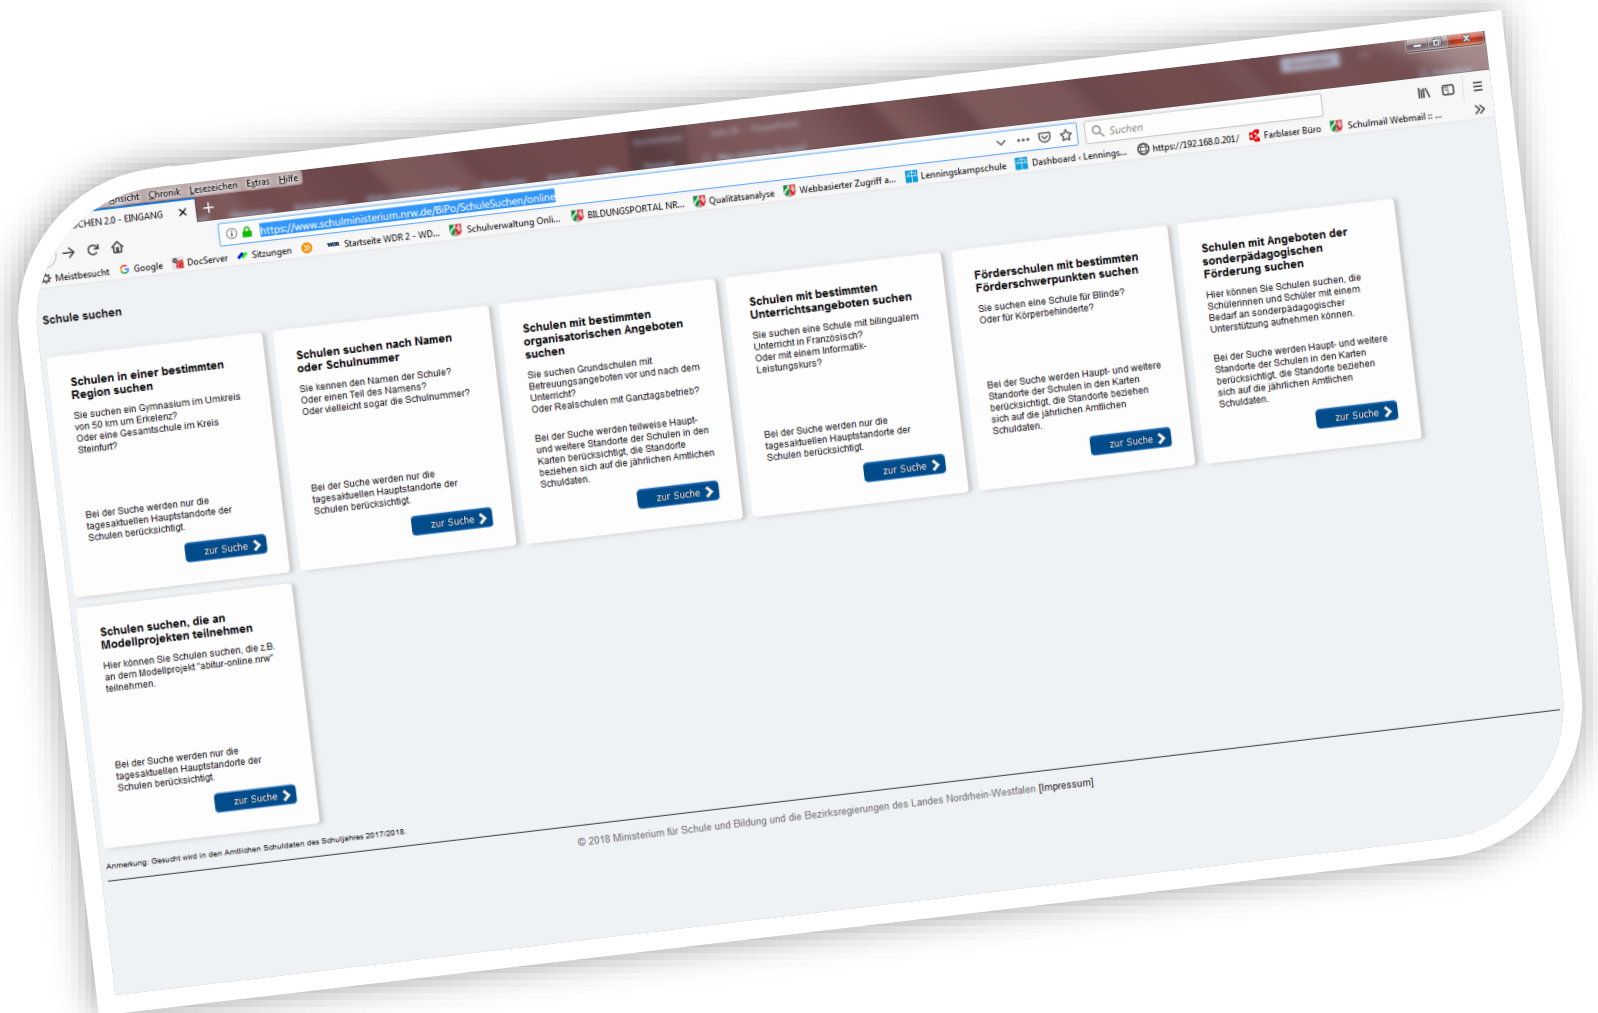 Ansicht Chronik Lesezeichen Extras Hilfe
CHEN 2.0 - EINGANG
https://www.schulministerium.nrw.de/BiPo/SchuleSuchen/online
Suchen
Meistbesucht Google DocServer Sitzungen Startseite WDR 2 - WD... Schulverwaltung Onli... BILDUNGSPORTAL NR... Qualitätsanalyse Webbasierter Zugriff a... Lenningskampschule Dashboard ‹ Lennings... https://192.168.0.201/ Farblaser Büro Schulmail Webmail :: ...
Schule suchen
Schulen in einer bestimmten
Region suchen
Sie suchen ein Gymnasium im Umkreis
von 50 km um Erkelenz?
Oder eine Gesamtschule im Kreis
Steinfurt?
Bei der Suche werden nur die
tagesaktuellen Hauptstandorte der
Schulen berücksichtigt.
zur Suche
Schulen suchen nach Namen
oder Schulnummer
Sie kennen den Namen der Schule?
Oder einen Teil des Namens?
Oder vielleicht sogar die Schulnummer?
Bei der Suche werden nur die
tagesaktuellen Hauptstandorte der
Schulen berücksichtigt.
zur Suche
Schulen mit bestimmten
organisatorischen Angeboten
suchen
Sie suchen Grundschulen mit
Betreuungsangeboten vor und nach dem
Unterricht?
Oder Realschulen mit Ganztagsbetrieb?
Bei der Suche werden teilweise Haupt-
und weitere Standorte der Schulen in den
Karten berücksichtigt, die Standorte
beziehen sich auf die jährlichen Amtlichen
Schuldaten.
zur Suche
Schulen mit bestimmten
Unterrichtsangeboten suchen
Sie suchen eine Schule mit bilingualem
Unterricht in Französisch?
Oder mit einem Informatik-
Leistungskurs?
Bei der Suche werden nur die
tagesaktuellen Hauptstandorte der
Schulen berücksichtigt.
zur Suche
Förderschulen mit bestimmten
Förderschwerpunkten suchen
Sie suchen eine Schule für Blinde?
Oder für Körperbehinderte?
Bei der Suche werden Haupt- und weitere
Standorte der Schulen in den Karten
berücksichtigt, die Standorte beziehen
sich auf die jährlichen Amtlichen
Schuldaten.
zur Suche
Schulen mit Angeboten der
sonderpädagogischen
Förderung suchen
Hier können Sie Schulen suchen, die
Schülerinnen und Schüler mit einem
Bedarf an sonderpädagogischer
Unterstützung aufnehmen können.
Bei der Suche werden Haupt- und weitere
Standorte der Schulen in den Karten
berücksichtigt, die Standorte beziehen
sich auf die jährlichen Amtlichen
Schuldaten.
zur Suche
Schulen suchen, die an
Modellprojekten teilnehmen
Hier können Sie Schulen suchen, die z.B.
an dem Modellprojekt "abitur-online.nrw"
teilnehmen.
Bei der Suche werden nur die
tagesaktuellen Hauptstandorte der
Schulen berücksichtigt.
zur Suche
Anmerkung: Gesucht wird in den Amtlichen Schuldaten des Schuljahres 2017/2018.
© 2018 Ministerium für Schule und Bildung und die Bezirksregierungen des Landes Nordrhein-Westfalen [Impressum]